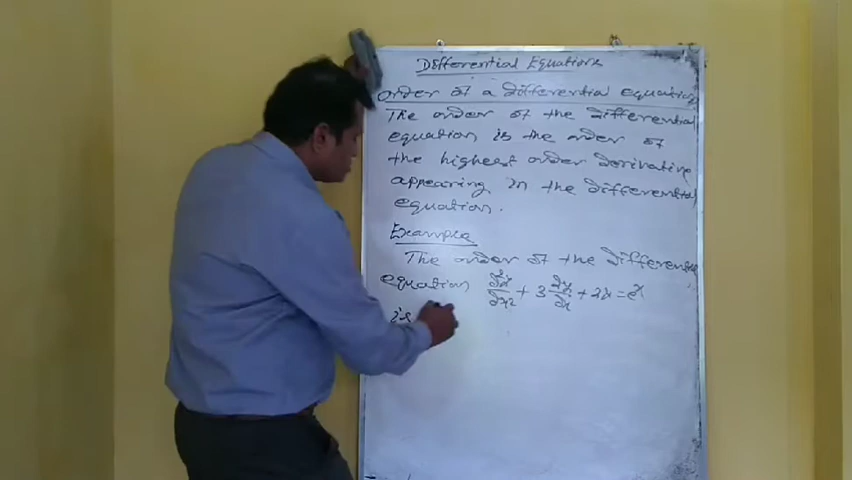 Differential Equations
Order of a differential equation
The order of the differential
equation is the order of
the highest order derivative
appearing in the differential
equation.
Example
The order of the differential
equation d²y/dx² + 3 dy/dx + 2y = eˣ
is